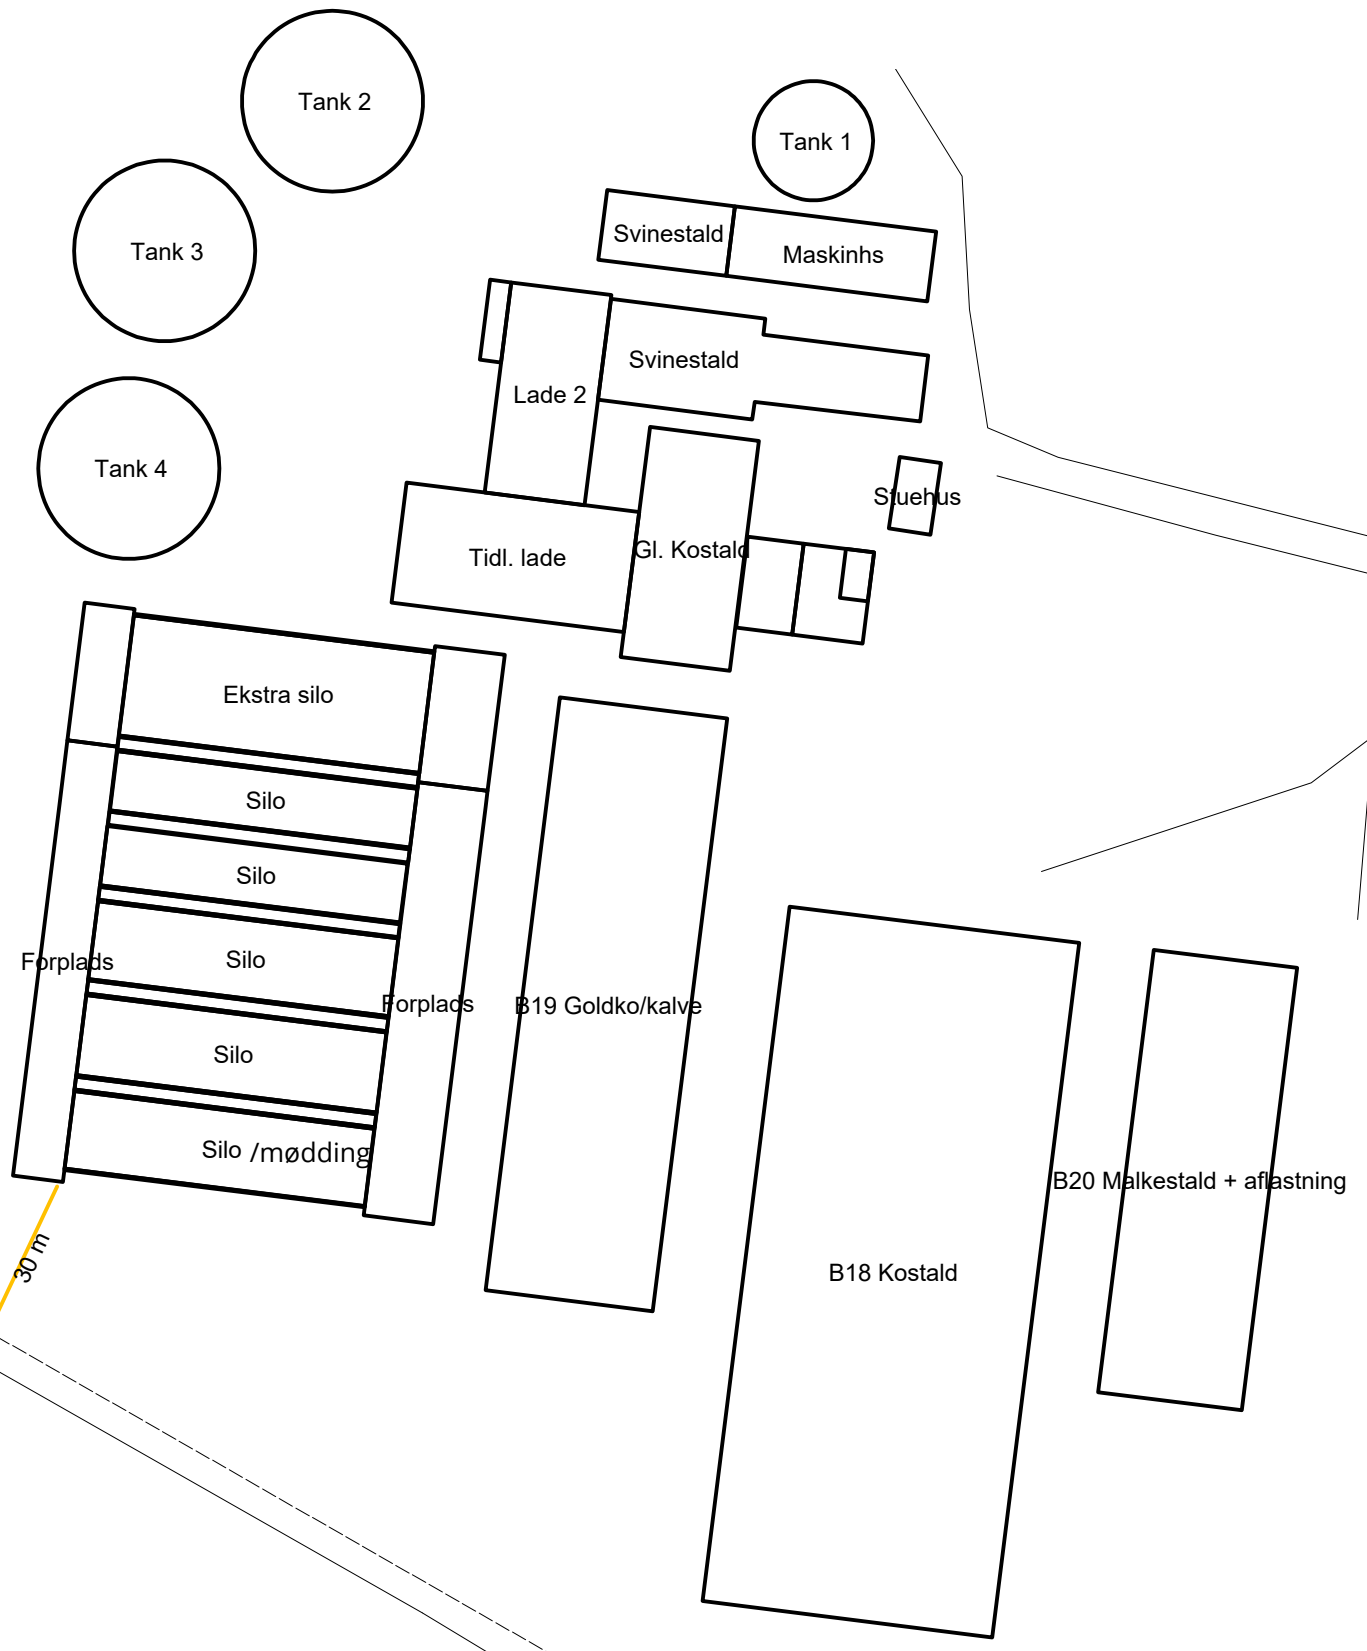 Tank 2
Tank 1
Tank 3
Svinestald
Maskinhs
Svinestald
Lade 2
Tank 4
Stuehus
Gl. Kostald
Tidl. lade
Ekstra silo
Silo
Silo
Silo
Forplads
Forplads
B19 Goldko/kalve
Silo
Silo /mødding
B20 Malkestald + aflastning
30 m
B18 Kostald